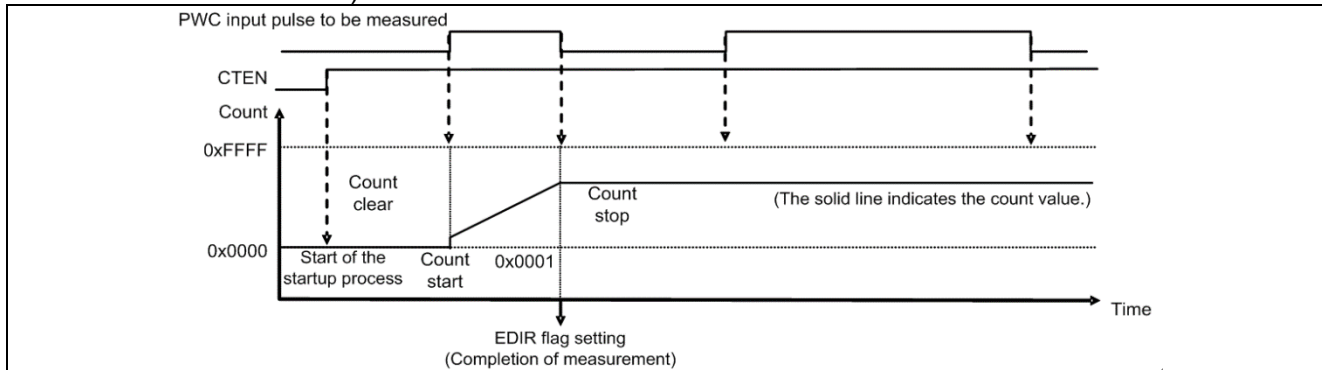 PWC input pulse to be measured
CTEN
Count
0xFFFF
Count
clear
Count
stop
(The solid line indicates the count value.)
0x0000
Start of the
startup process
Count
start
0x0001
Time
EDIR flag setting
(Completion of measurement)